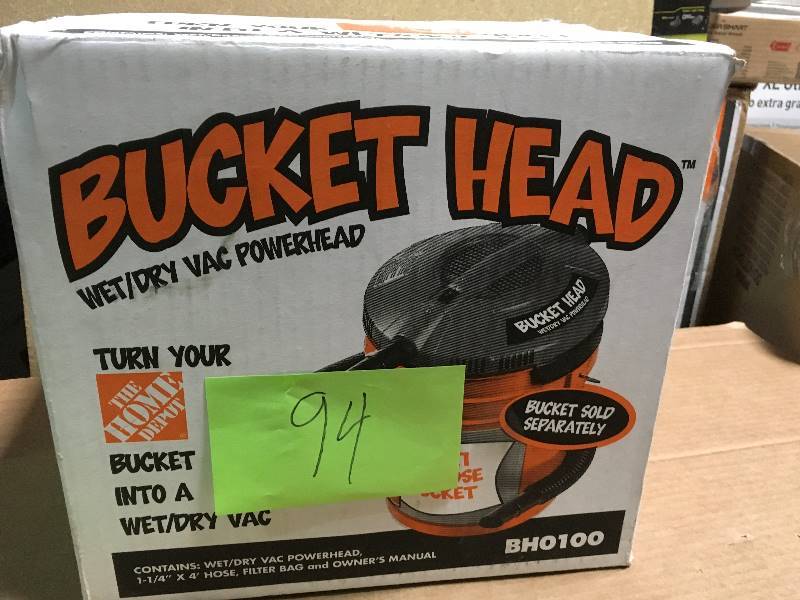 BUCKET HEAD™
WET/DRY VAC POWERHEAD
BUCKET HEAD
WET/DRY VAC POWERHEAD
TURN YOUR
THE
HOME
DEPOT
BUCKET
INTO A
WET/DRY VAC
94
BUCKET SOLD
SEPARATELY
CONTAINS: WET/DRY VAC POWERHEAD,
1-1/4" X 4' HOSE, FILTER BAG and OWNER'S MANUAL
BH0100
extra gra